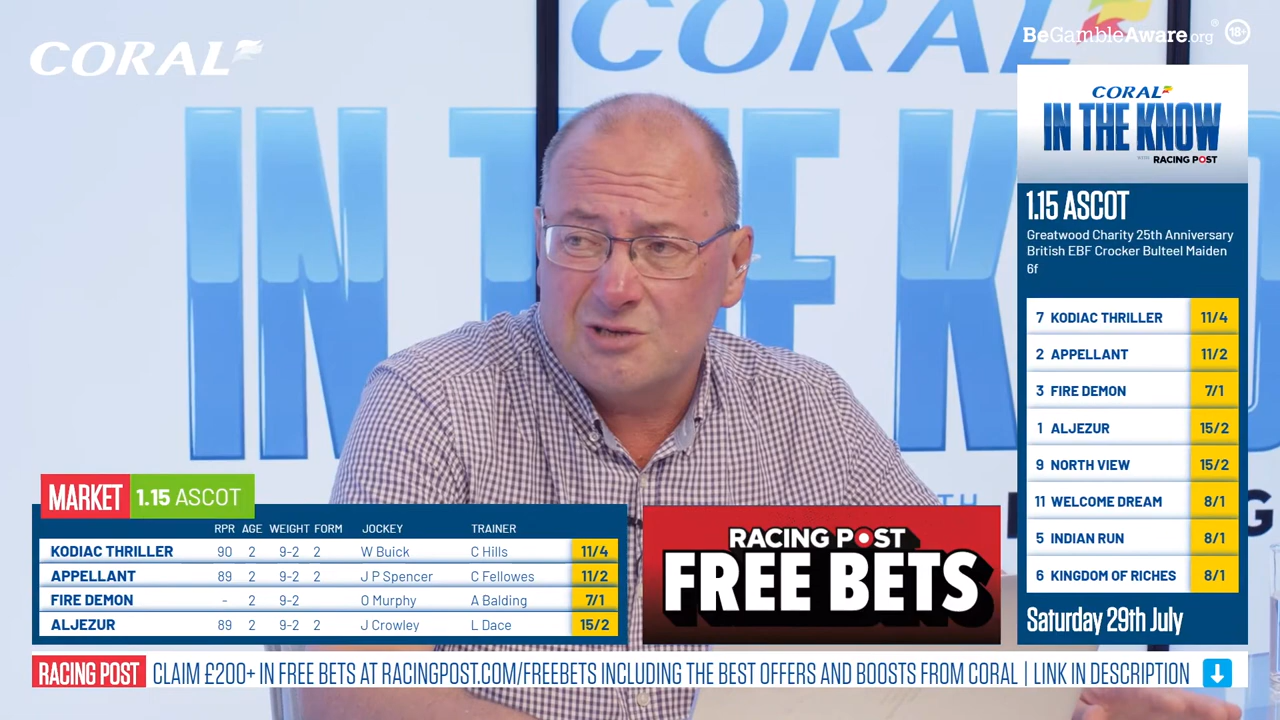 CORAL
CORAL
BeGambleAware.org® 18+
IN THE KNOW
CORAL
IN THE KNOW
WITH RACING POST
1.15 ASCOT
Greatwood Charity 25th Anniversary
British EBF Crocker Bulteel Maiden
6f
7 KODIAC THRILLER 11/4
2 APPELLANT 11/2
3 FIRE DEMON 7/1
1 ALJEZUR 15/2
9 NORTH VIEW 15/2
11 WELCOME DREAM 8/1
5 INDIAN RUN 8/1
6 KINGDOM OF RICHES 8/1
Saturday 29th July
MARKET 1.15 ASCOT
RPR AGE WEIGHT FORM JOCKEY TRAINER
KODIAC THRILLER 90 2 9-2 2 W Buick C Hills 11/4
APPELLANT 89 2 9-2 2 J P Spencer C Fellowes 11/2
FIRE DEMON - 2 9-2 O Murphy A Balding 7/1
ALJEZUR 89 2 9-2 2 J Crowley L Dace 15/2
RACING POST
FREE BETS
RACING POST CLAIM £200+ IN FREE BETS AT RACINGPOST.COM/FREEBETS INCLUDING THE BEST OFFERS AND BOOSTS FROM CORAL | LINK IN DESCRIPTION